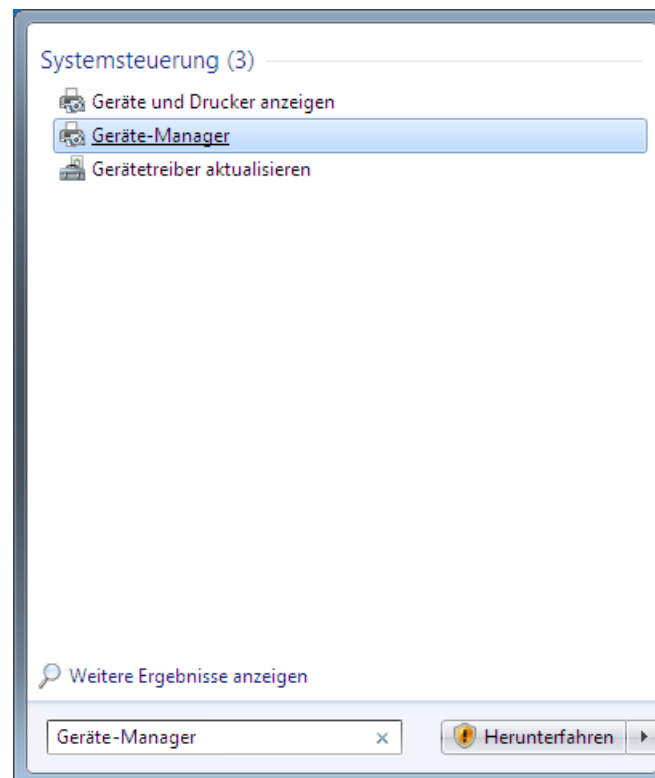 Systemsteuerung (3)
Geräte und Drucker anzeigen
Geräte-Manager
Gerätetreiber aktualisieren
Weitere Ergebnisse anzeigen
Geräte-Manager
Herunterfahren